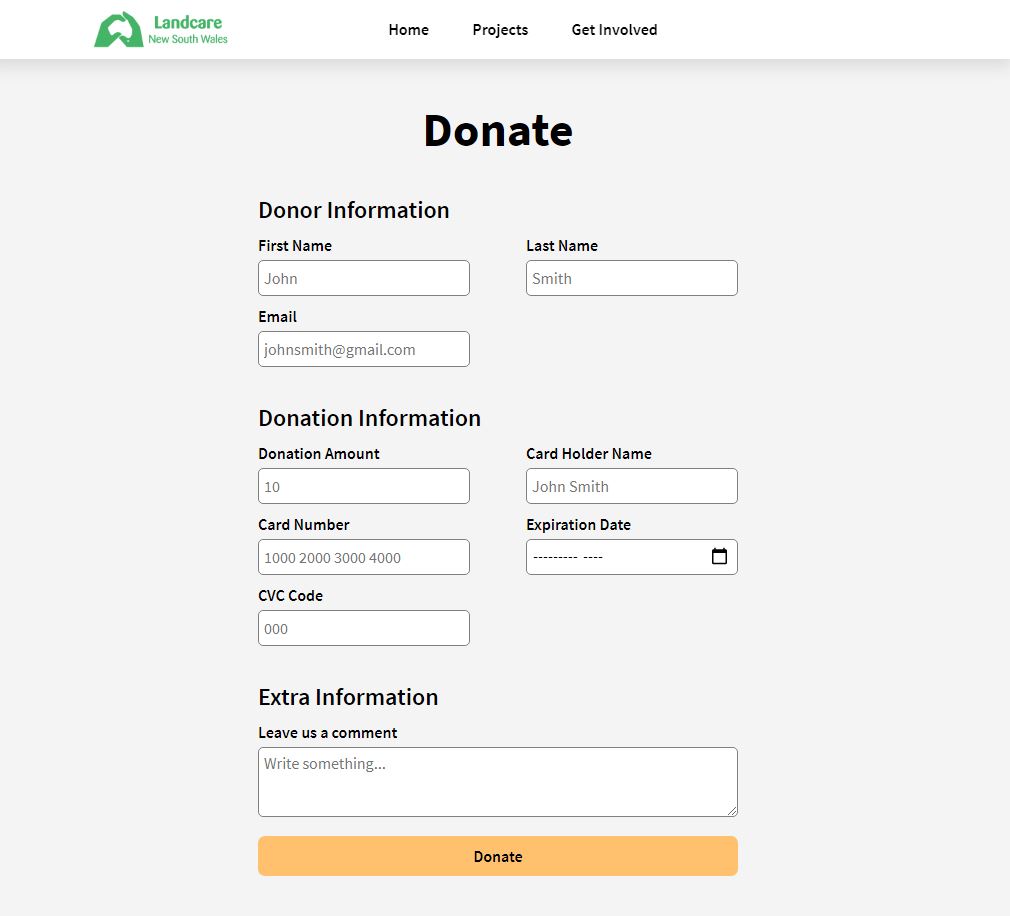 Landcare
New South Wales
Home Projects Get Involved
Donate
Donor Information
First Name Last Name
John Smith
Email
johnsmith@gmail.com
Donation Information
Donation Amount Card Holder Name
10 John Smith
Card Number Expiration Date
1000 2000 3000 4000 --------- ----
CVC Code
000
Extra Information
Leave us a comment
Write something...
Donate